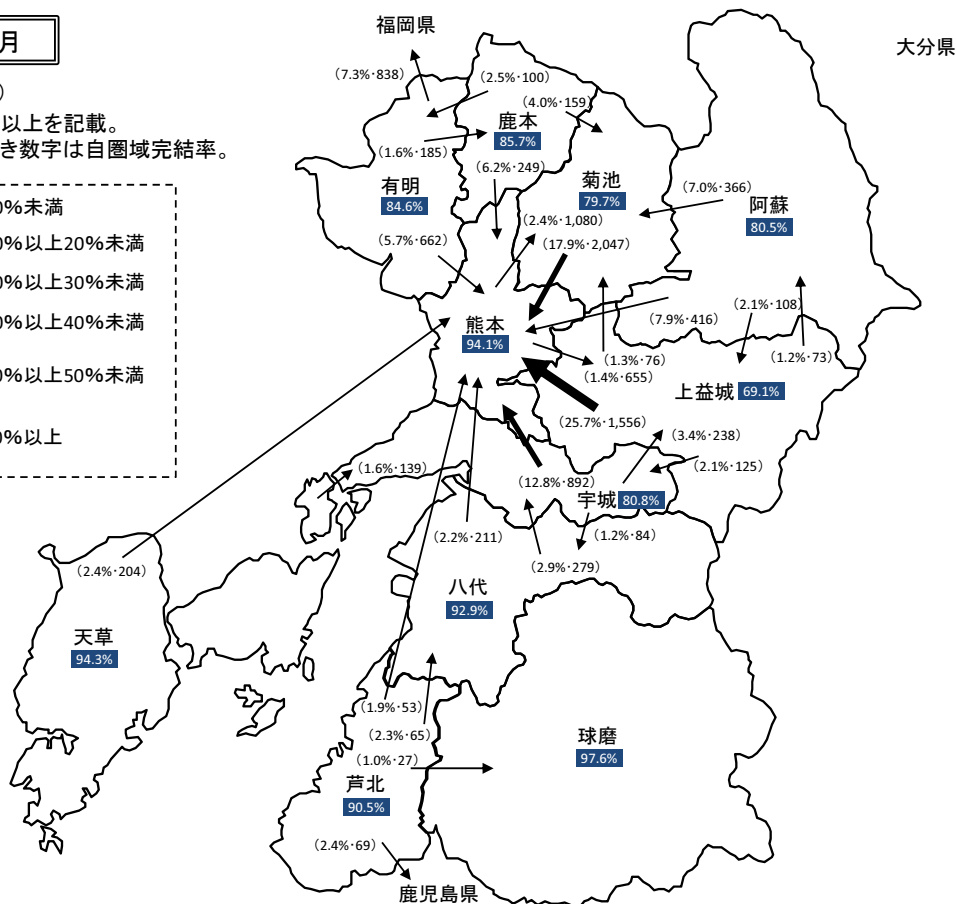 月
）
以上を記載。
き数字は自圏域完結率。
0%未満
0%以上20%未満
0%以上30%未満
0%以上40%未満
0%以上50%未満
0%以上
福岡県
大分県
（7.3%・838）
（2.5%・100）
（4.0%・159）
鹿本
85.7%
（1.6%・185）
（6.2%・249）
有明
84.6%
菊池
79.7%
（7.0%・366）
阿蘇
80.5%
（2.4%・1,080）
（5.7%・662）
（17.9%・2,047）
熊本
94.1%
（7.9%・416）
（2.1%・108）
（1.3%・76）
（1.2%・73）
（1.4%・655）
上益城 69.1%
（25.7%・1,556）
（3.4%・238）
（1.6%・139）
（2.1%・125）
（12.8%・892）
宇城 80.8%
（2.2%・211）
（1.2%・84）
（2.9%・279）
（2.4%・204）
八代
92.9%
天草
94.3%
（1.9%・53）
（2.3%・65）
（1.0%・27）
球磨
97.6%
芦北
90.5%
（2.4%・69）
鹿児島県